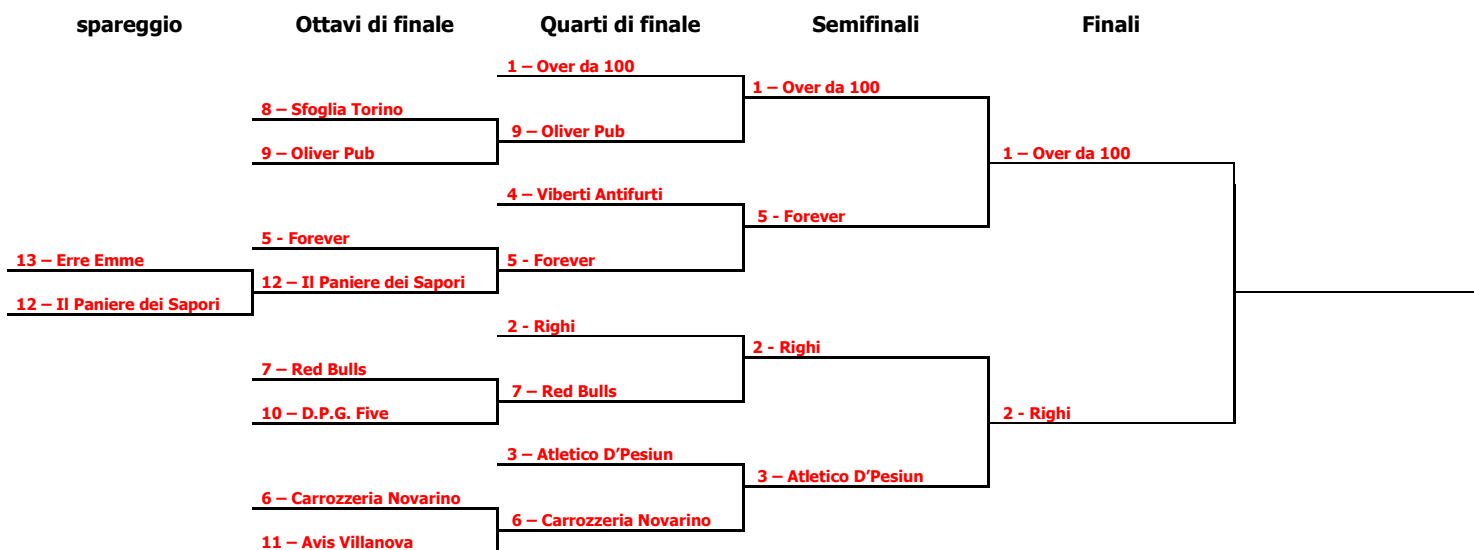 spareggio
Ottavi di finale
Quarti di finale
Semifinali
Finali
1 – Over da 100
1 – Over da 100
8 – Sfoglia Torino
9 – Oliver Pub
9 – Oliver Pub
1 – Over da 100
4 – Viberti Antifurti
5 - Forever
5 - Forever
13 – Erre Emme
5 - Forever
12 – Il Paniere dei Sapori
12 – Il Paniere dei Sapori
2 - Righi
2 - Righi
7 – Red Bulls
7 – Red Bulls
10 – D.P.G. Five
2 - Righi
3 – Atletico D’Pesiun
3 – Atletico D’Pesiun
6 – Carrozzeria Novarino
6 – Carrozzeria Novarino
11 – Avis Villanova